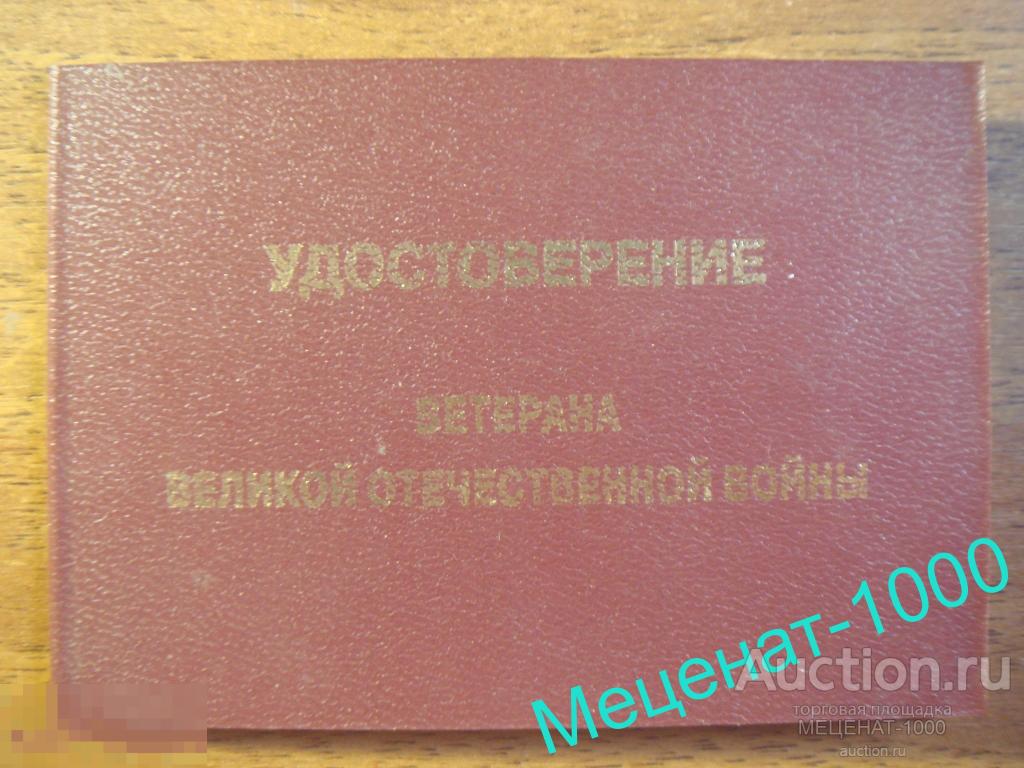 УДОСТОВЕРЕНИЕ
ВЕТЕРАНА
ВЕЛИКОЙ ОТЕЧЕСТВЕННОЙ ВОЙНЫ
Меценат-1000
Auction.ru
торговая площадка
МЕЦЕНАТ-1000
auction.ru